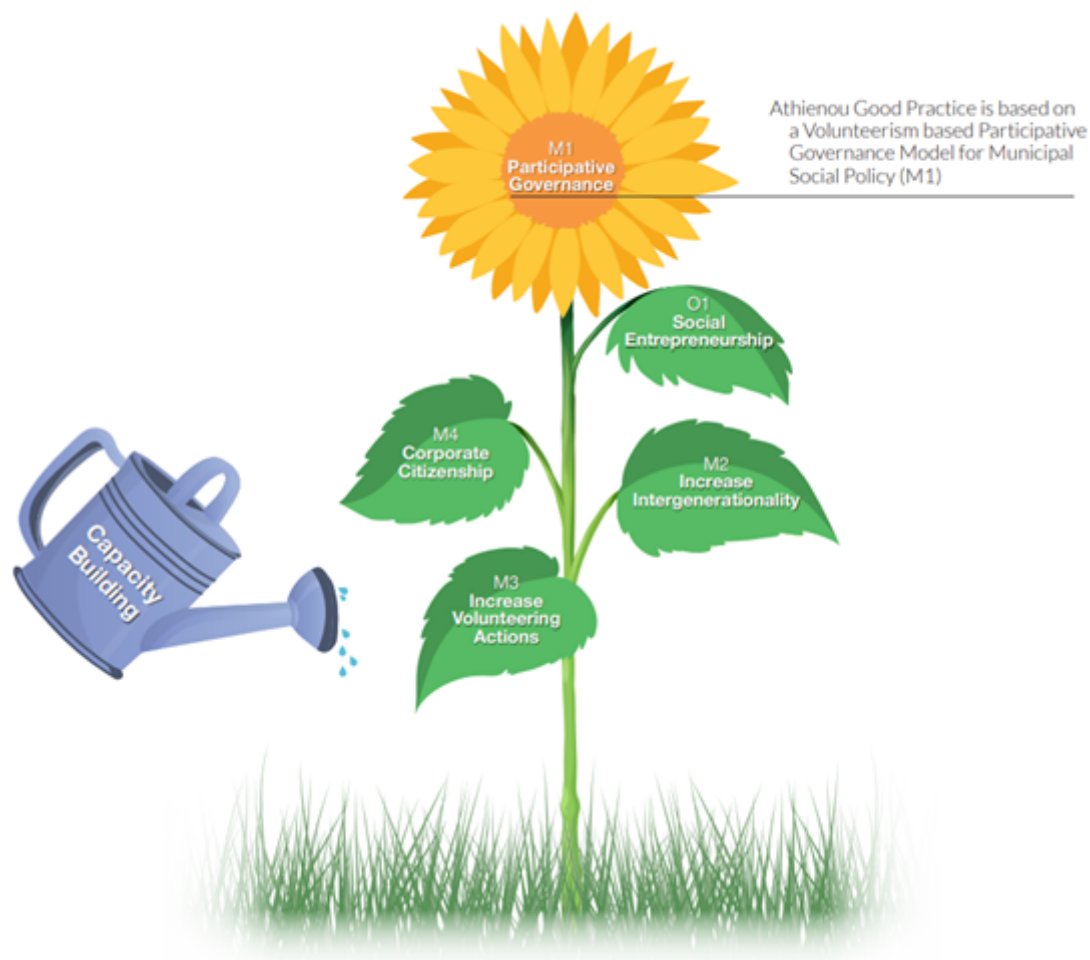 M1
Participative
Governance
Athienou Good Practice is based on
a Volunteerism based Participative
Governance Model for Municipal
Social Policy (M1)
O1
Social
Entrepreneurship
M4
Corporate
Citizenship
M2
Increase
Intergenerationality
Capacity
Building
M3
Increase
Volunteering
Actions